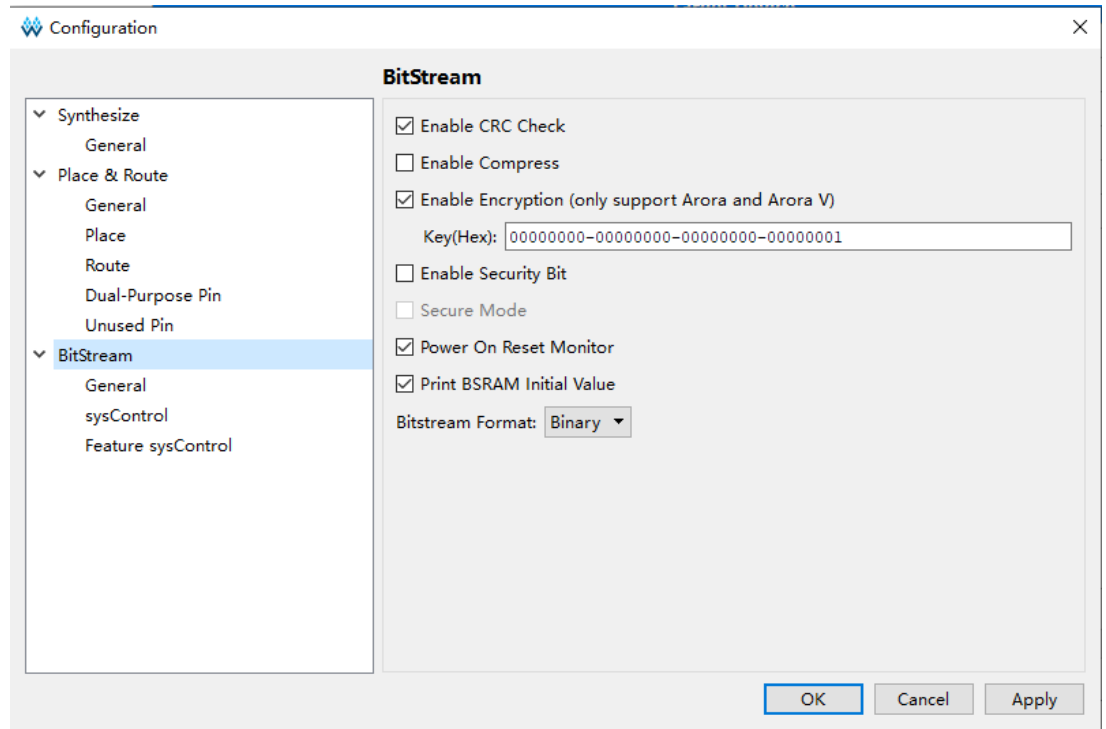 Configuration
BitStream
Synthesize
General
Place & Route
General
Place
Route
Dual-Purpose Pin
Unused Pin
BitStream
General
sysControl
Feature sysControl
Enable CRC Check
Enable Compress
Enable Encryption (only support Arora and Arora V)
Key(Hex): 00000000-00000000-00000000-00000001
Enable Security Bit
Secure Mode
Power On Reset Monitor
Print BSRAM Initial Value
Bitstream Format: Binary
OK Cancel Apply